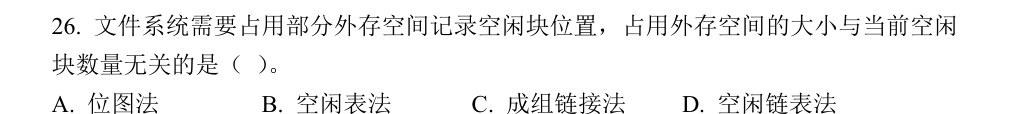 26. 文件系统需要占用部分外存空间记录空闲块位置，占用外存空间的大小与当前空闲
块数量无关的是（ ）。
A. 位图法 B. 空闲表法 C. 成组链接法 D. 空闲链表法